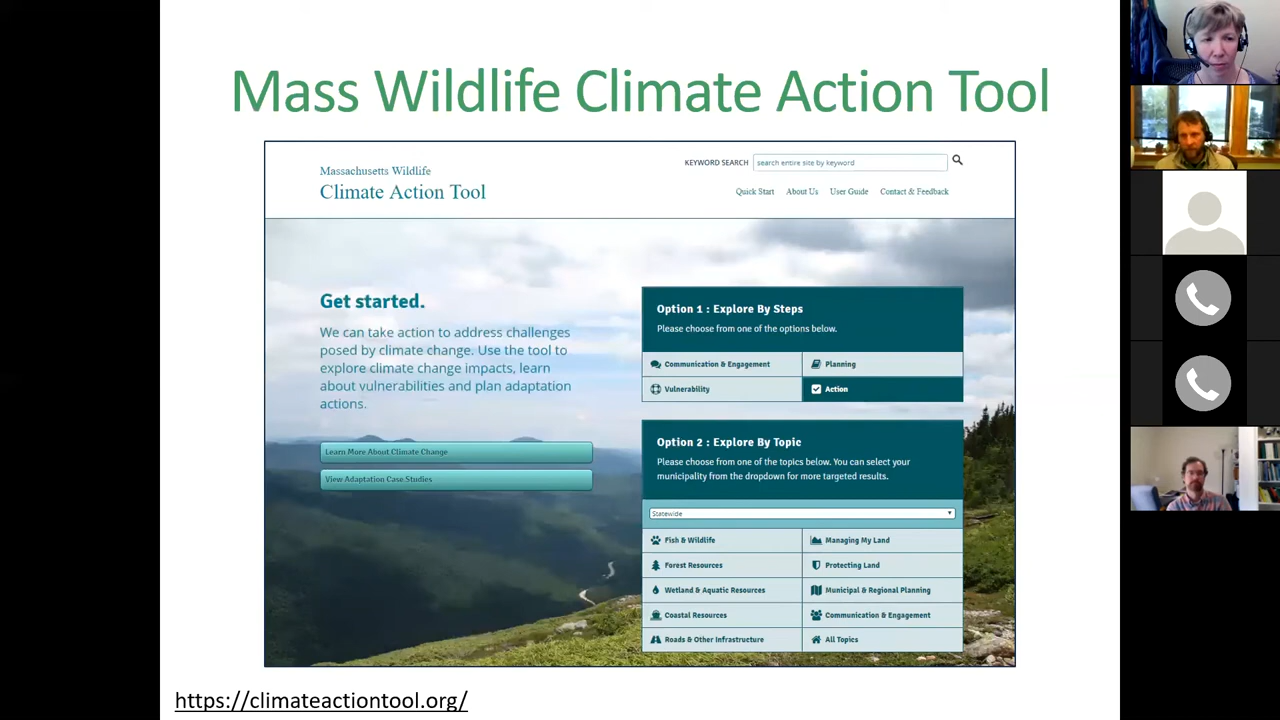 Mass Wildlife Climate Action Tool
Massachusetts Wildlife
Climate Action Tool
KEYWORD SEARCH
search entire site by keyword
Quick Start
About Us
User Guide
Contact & Feedback
Get started.
We can take action to address challenges
posed by climate change. Use the tool to
explore climate change impacts, learn
about vulnerabilities and plan adaptation
actions.
Learn More About Climate Change
View Adaptation Case Studies
Option 1 : Explore By Steps
Please choose from one of the options below.
Communication & Engagement
Planning
Vulnerability
Action
Option 2 : Explore By Topic
Please choose from one of the topics below. You can select your
municipality from the dropdown for more targeted results.
Statewide
Fish & Wildlife
Managing My Land
Forest Resources
Protecting Land
Wetland & Aquatic Resources
Municipal & Regional Planning
Coastal Resources
Communication & Engagement
Roads & Other Infrastructure
All Topics
https://climateactiontool.org/